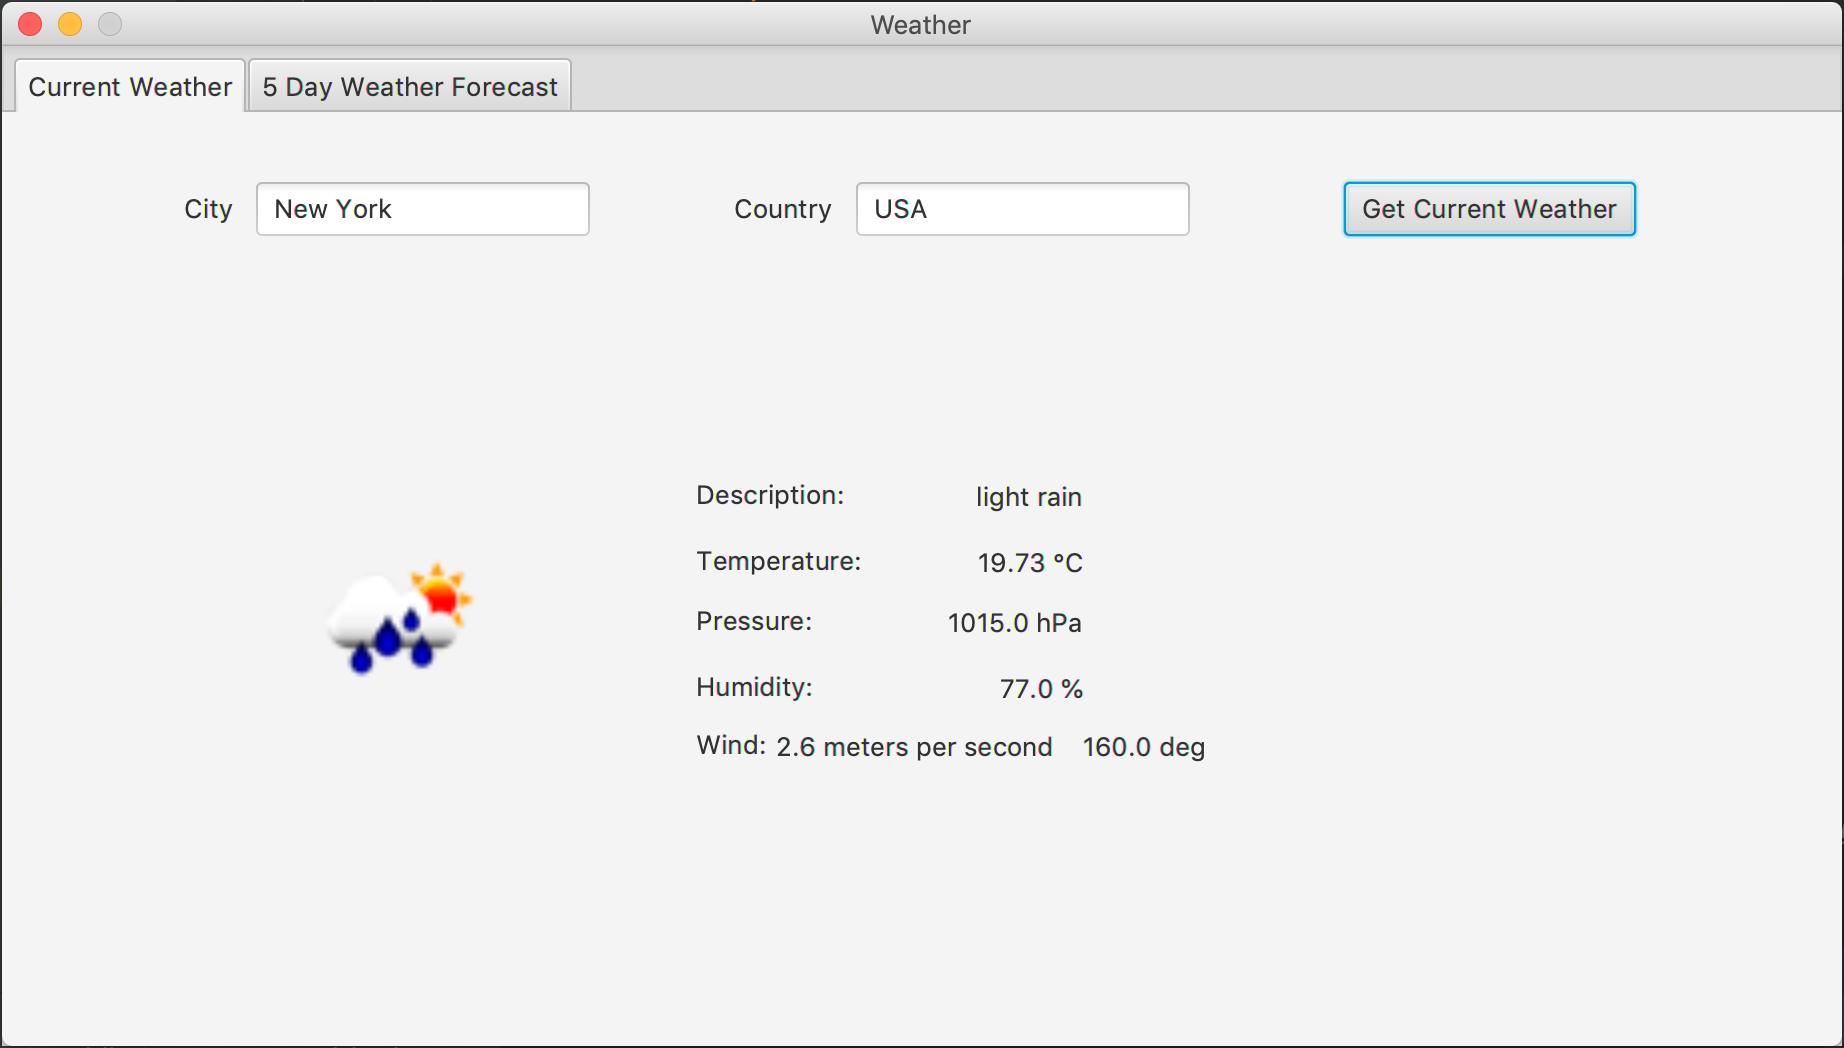 Weather
Current Weather 5 Day Weather Forecast
City New York Country USA Get Current Weather
Description: light rain
Temperature: 19.73 °C
Pressure: 1015.0 hPa
Humidity: 77.0 %
Wind: 2.6 meters per second 160.0 deg